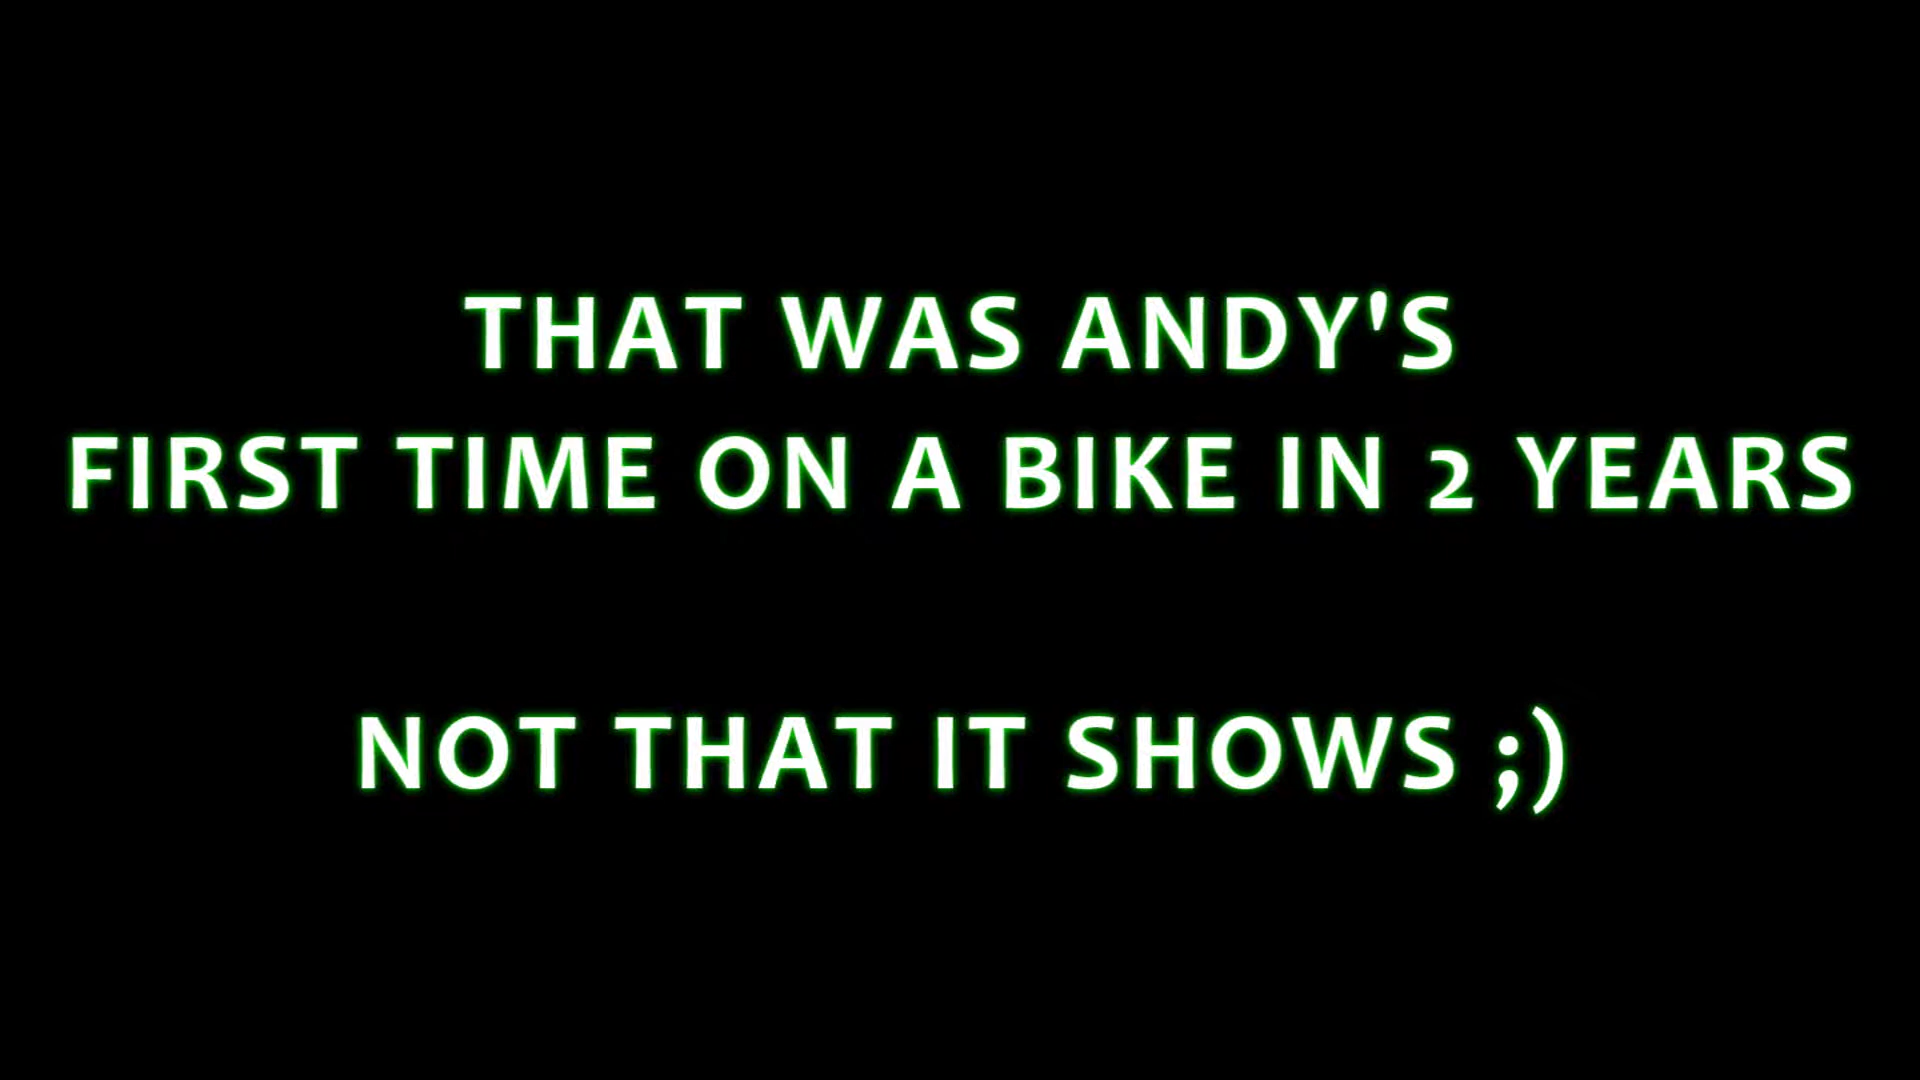 THAT WAS ANDY'S
FIRST TIME ON A BIKE IN 2 YEARS
NOT THAT IT SHOWS ;)